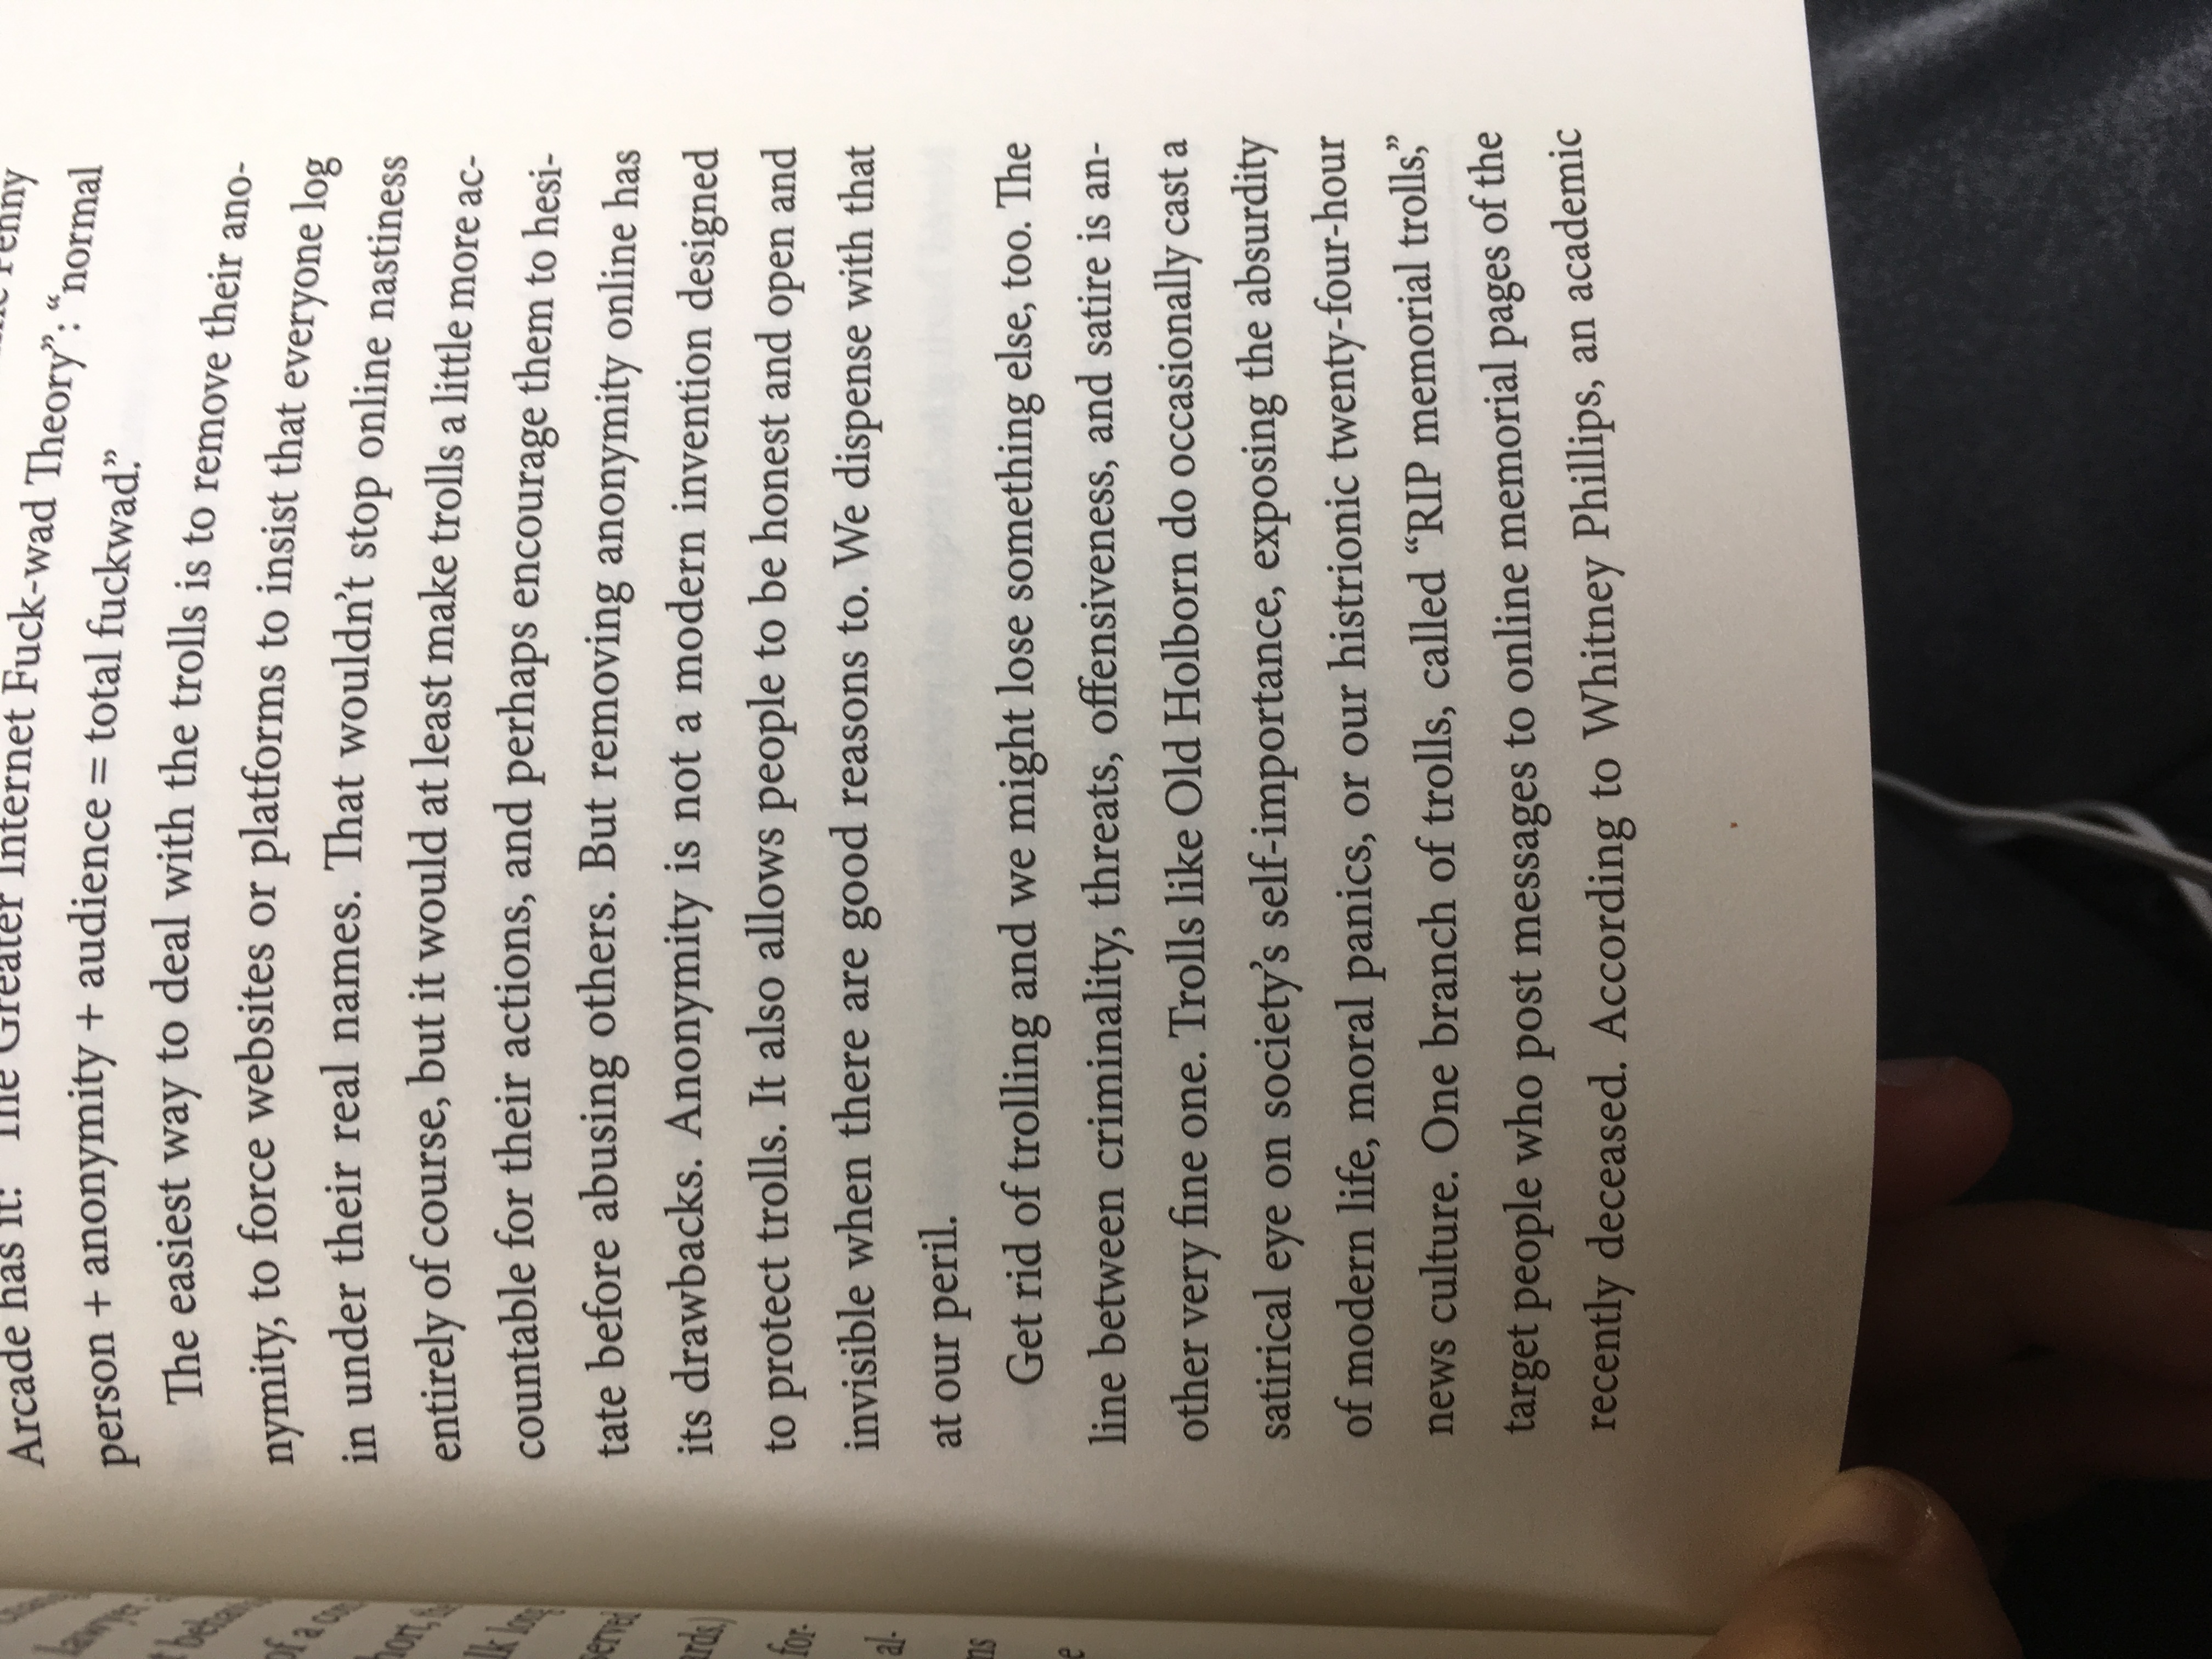 Penny
Arcade has it: "The Greater Internet Fuck-wad Theory": "normal
person + anonymity + audience = total fuckwad."
The easiest way to deal with the trolls is to remove their ano-
nymity, to force websites or platforms to insist that everyone log
in under their real names. That wouldn't stop online nastiness
entirely of course, but it would at least make trolls a little more ac-
countable for their actions, and perhaps encourage them to hesi-
tate before abusing others. But removing anonymity online has
its drawbacks. Anonymity is not a modern invention designed
to protect trolls. It also allows people to be honest and open and
invisible when there are good reasons to. We dispense with that
at our peril.
Get rid of trolling and we might lose something else, too. The
line between criminality, threats, offensiveness, and satire is an-
other very fine one. Trolls like Old Holborn do occasionally cast a
satirical eye on society's self-importance, exposing the absurdity
of modern life, moral panics, or our histrionic twenty-four-hour
news culture. One branch of trolls, called "RIP memorial trolls,"
target people who post messages to online memorial pages of the
recently deceased. According to Whitney Phillips, an academic